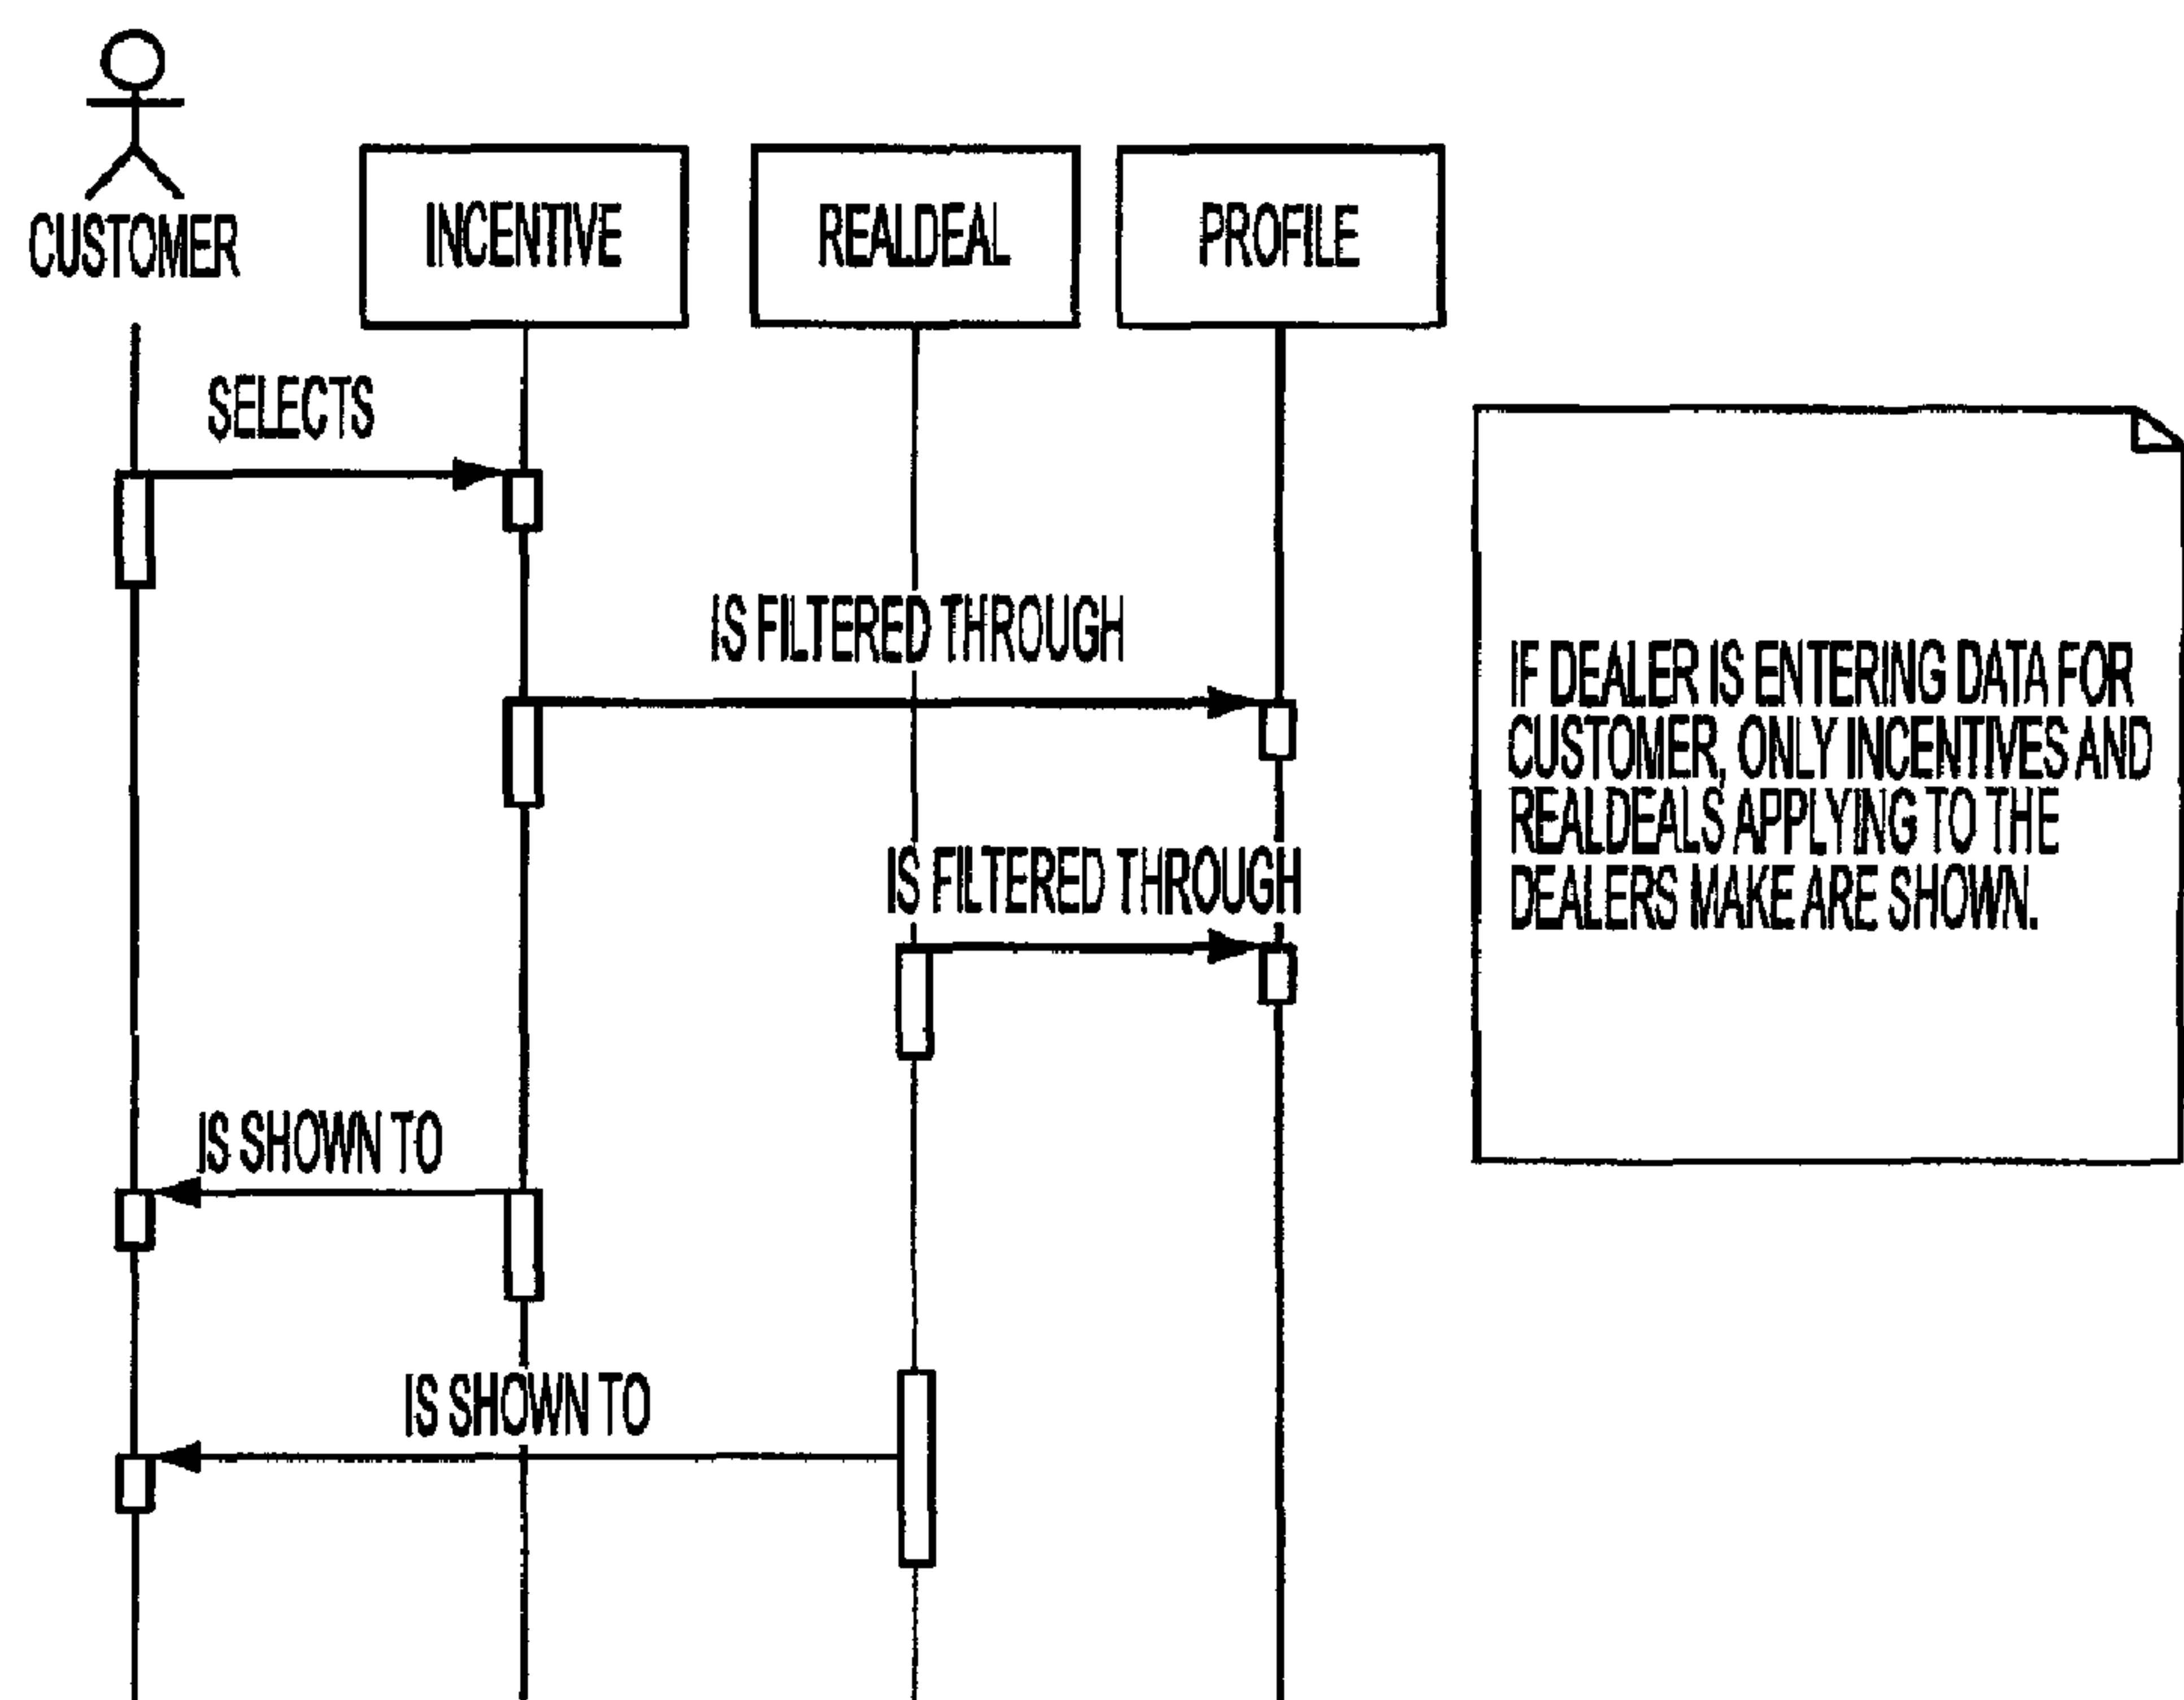 CUSTOMER
INCENTIVE
REALDEAL
PROFILE
SELECTS
IS FILTERED THROUGH
IF DEALER IS ENTERING DATA FOR
CUSTOMER, ONLY INCENTIVES AND
REALDEALS APPLYING TO THE
DEALERS MAKE ARE SHOWN.
IS FILTERED THROUGH
IS SHOWN TO
IS SHOWN TO